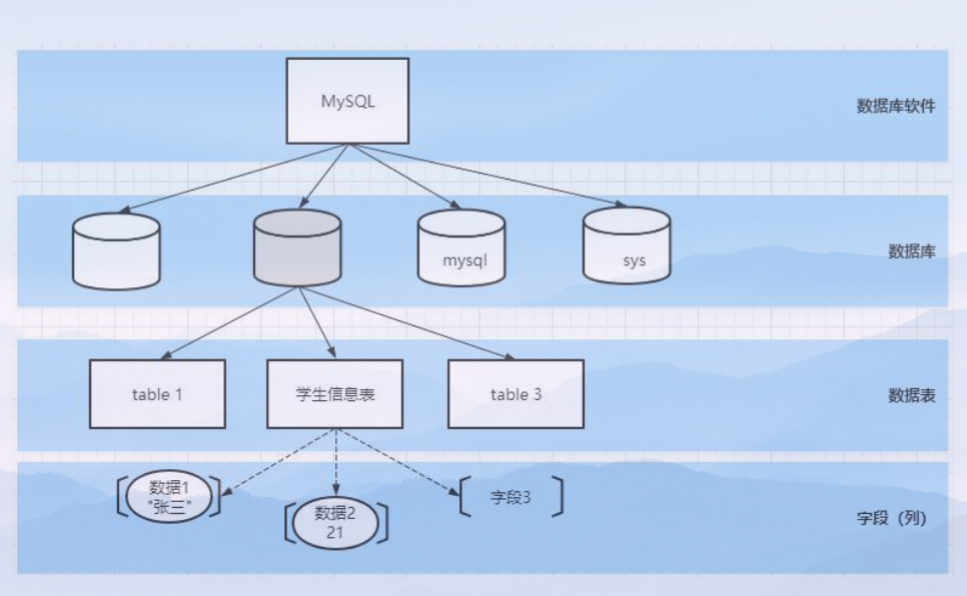 MySQL
数据库软件
mysql
sys
数据库
table 1
学生信息表
table 3
数据表
数据1
"张三"
数据2
21
字段3
字段（列）